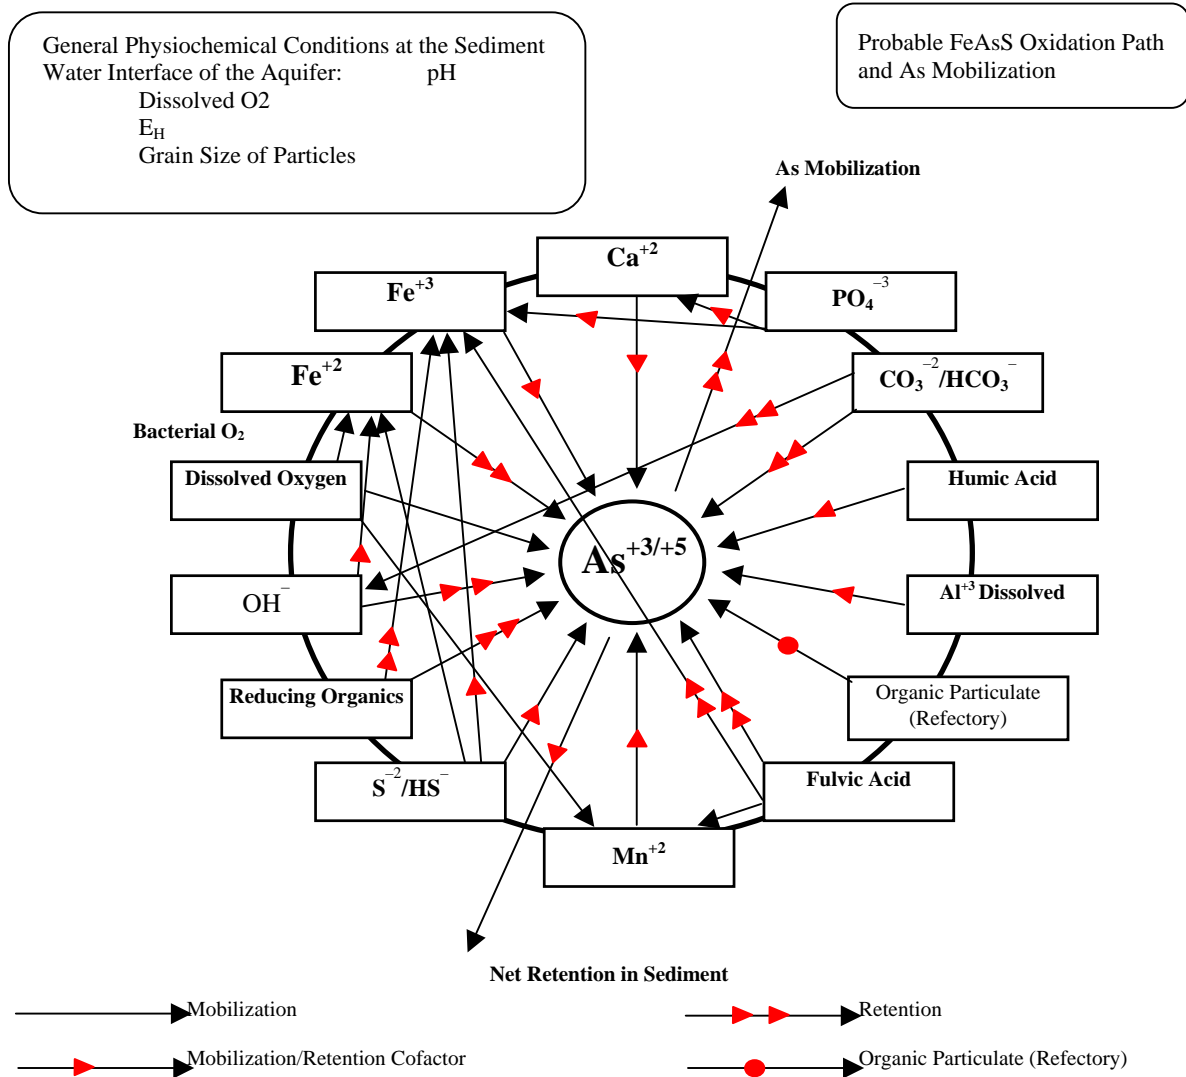 General Physiochemical Conditions at the Sediment
Water Interface of the Aquifer: pH
Dissolved O2
E_H
Grain Size of Particles
Probable FeAsS Oxidation Path
and As Mobilization
As Mobilization
Ca⁺²
Fe⁺³
PO₄⁻³
Fe⁺²
CO₃⁻²/HCO₃⁻
Bacterial O₂
Dissolved Oxygen
Humic Acid
As⁺³/⁺⁵
OH⁻
Al⁺³ Dissolved
Reducing Organics
Organic Particulate
(Refectory)
S⁻²/HS⁻
Fulvic Acid
Mn⁺²
Net Retention in Sediment
Mobilization
Retention
Mobilization/Retention Cofactor
Organic Particulate (Refectory)